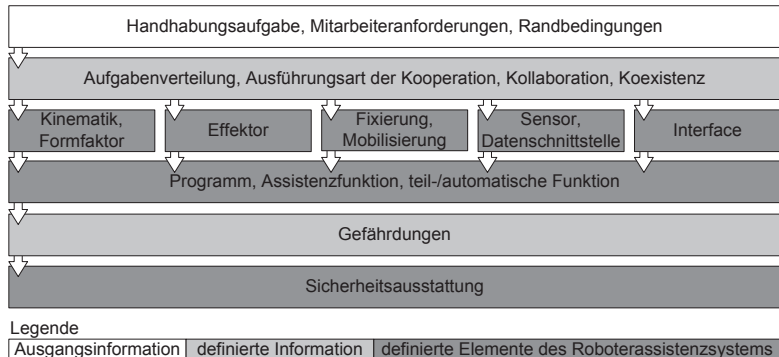 Handhabungsaufgabe, Mitarbeiteranforderungen, Randbedingungen
Aufgabenverteilung, Ausführungsart der Kooperation, Kollaboration, Koexistenz
Kinematik,
Formfaktor
Effektor
Fixierung,
Mobilisierung
Sensor,
Datenschnittstelle
Interface
Programm, Assistenzfunktion, teil-/automatische Funktion
Gefährdungen
Sicherheitsausstattung
Legende
Ausgangsinformation definierte Information definierte Elemente des Roboterassistenzsystems